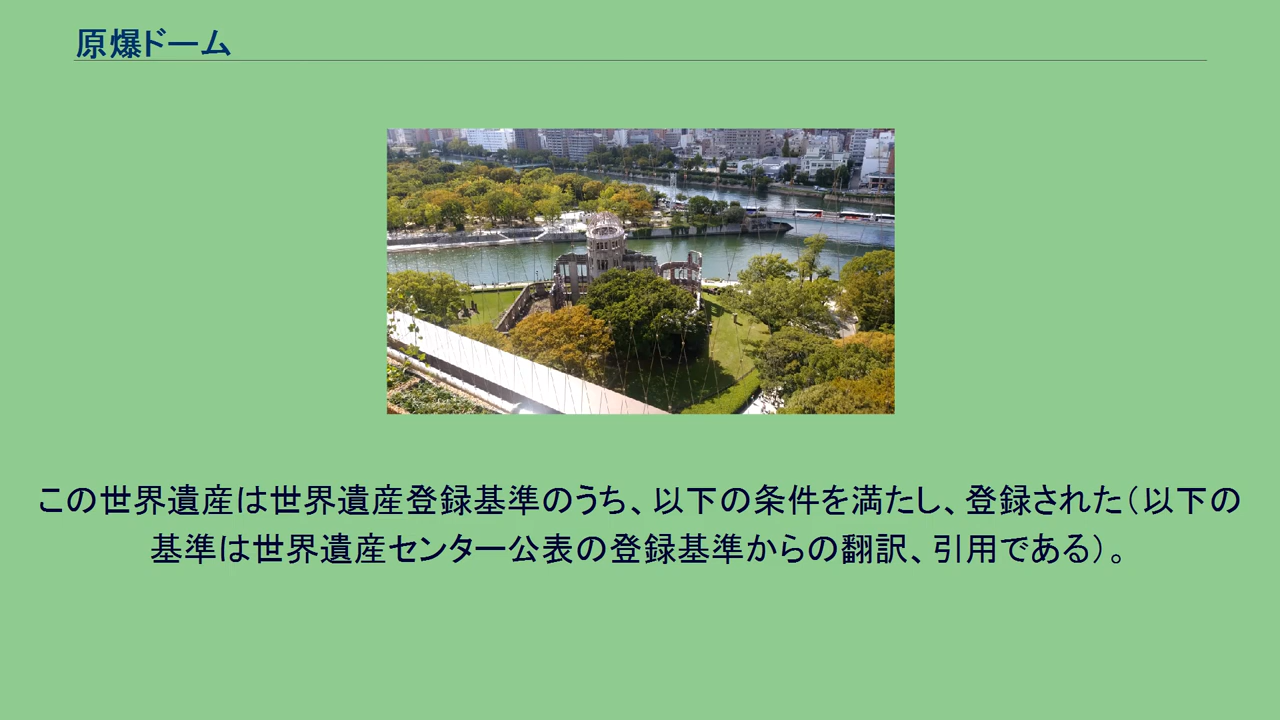 原爆ドーム
この世界遺産は世界遺産登録基準のうち、以下の条件を満たし、登録された（以下の
基準は世界遺産センター公表の登録基準からの翻訳、引用である）。